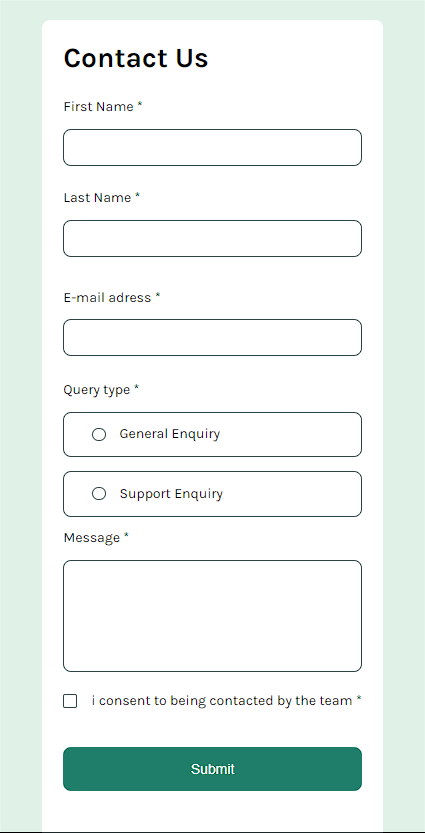 Contact Us
First Name *
Last Name *
E-mail adress *
Query type *
General Enquiry
Support Enquiry
Message *
i consent to being contacted by the team *
Submit